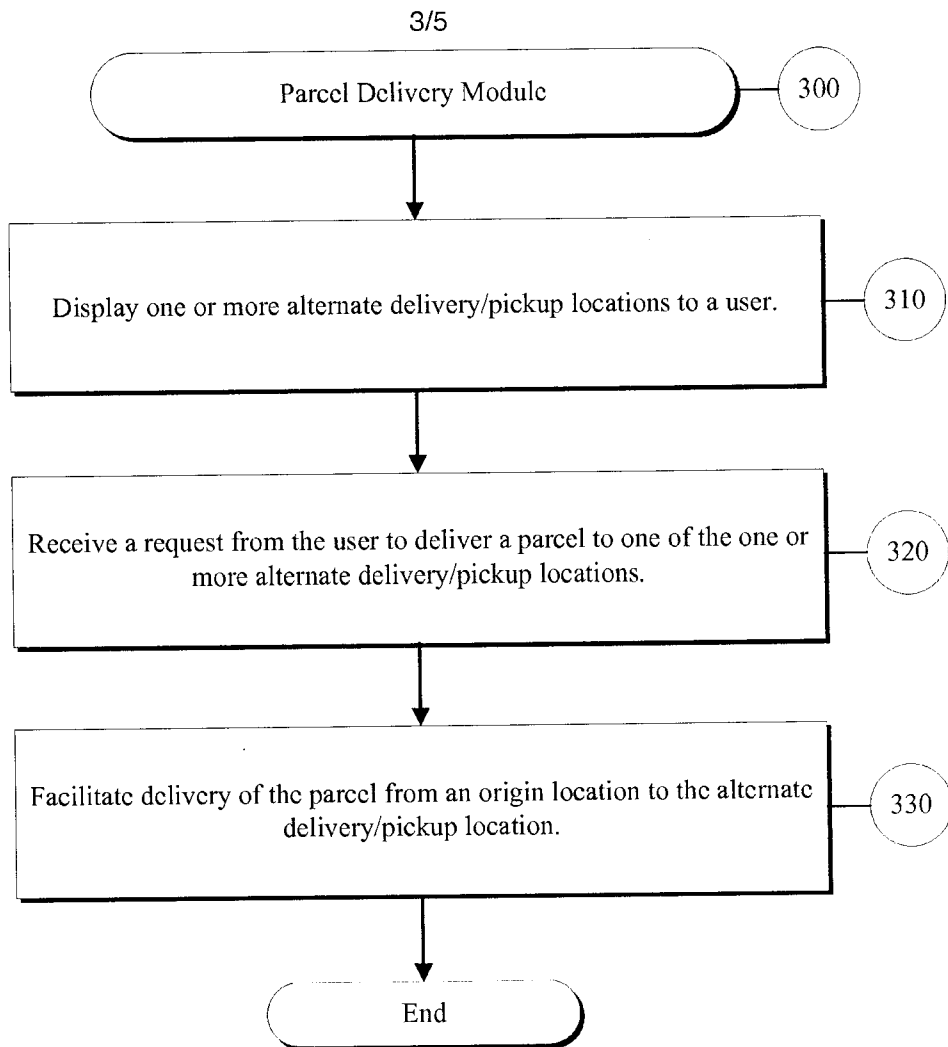 3/5
Parcel Delivery Module
300
Display one or more alternate delivery/pickup locations to a user.
310
Receive a request from the user to deliver a parcel to one of the one or
more alternate delivery/pickup locations.
320
Facilitate delivery of the parcel from an origin location to the alternate
delivery/pickup location.
330
End